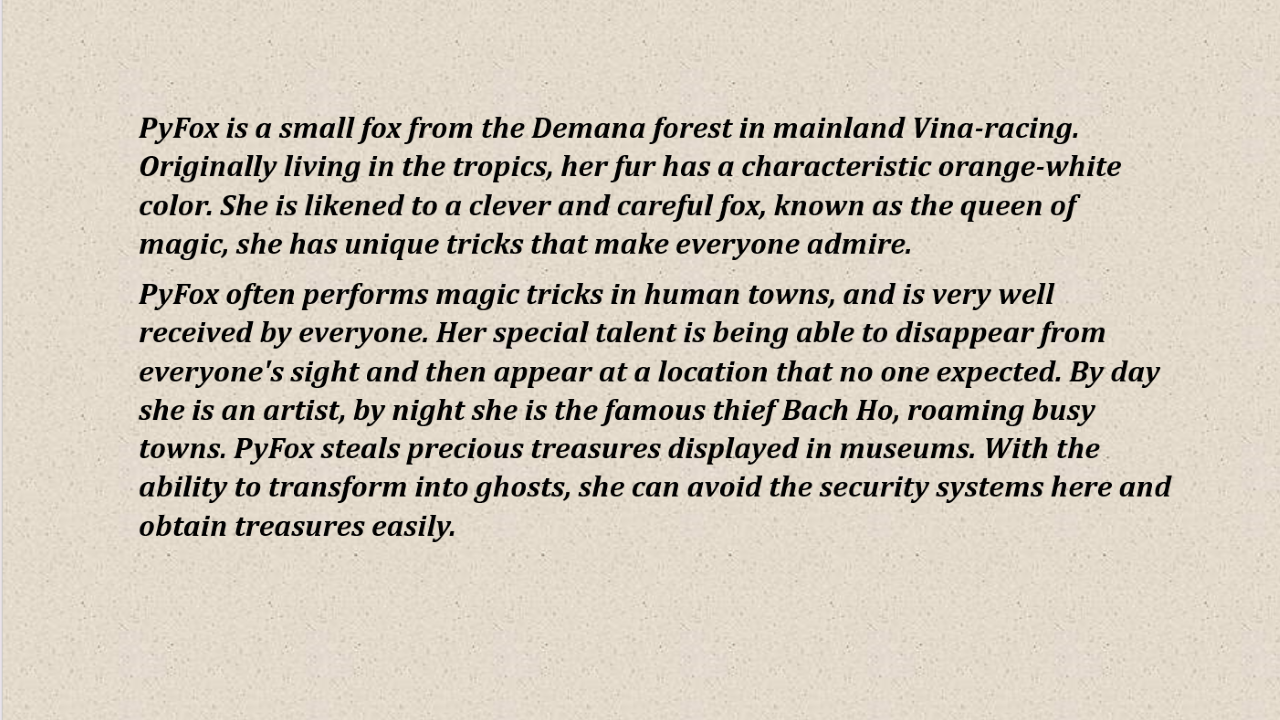 PyFox is a small fox from the Demana forest in mainland Vina-racing.
Originally living in the tropics, her fur has a characteristic orange-white
color. She is likened to a clever and careful fox, known as the queen of
magic, she has unique tricks that make everyone admire.
PyFox often performs magic tricks in human towns, and is very well
received by everyone. Her special talent is being able to disappear from
everyone's sight and then appear at a location that no one expected. By day
she is an artist, by night she is the famous thief Bach Ho, roaming busy
towns. PyFox steals precious treasures displayed in museums. With the
ability to transform into ghosts, she can avoid the security systems here and
obtain treasures easily.